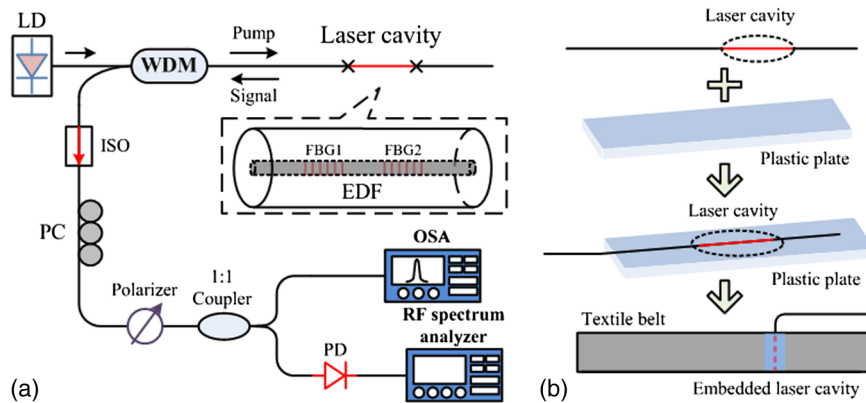 LD
WDM
Pump
Signal
Laser cavity
FBG1
FBG2
EDF
ISO
PC
Polarizer
1:1
Coupler
OSA
RF spectrum
analyzer
PD
(a)
Laser cavity
Plastic plate
Laser cavity
Plastic plate
Textile belt
Embedded laser cavity
(b)